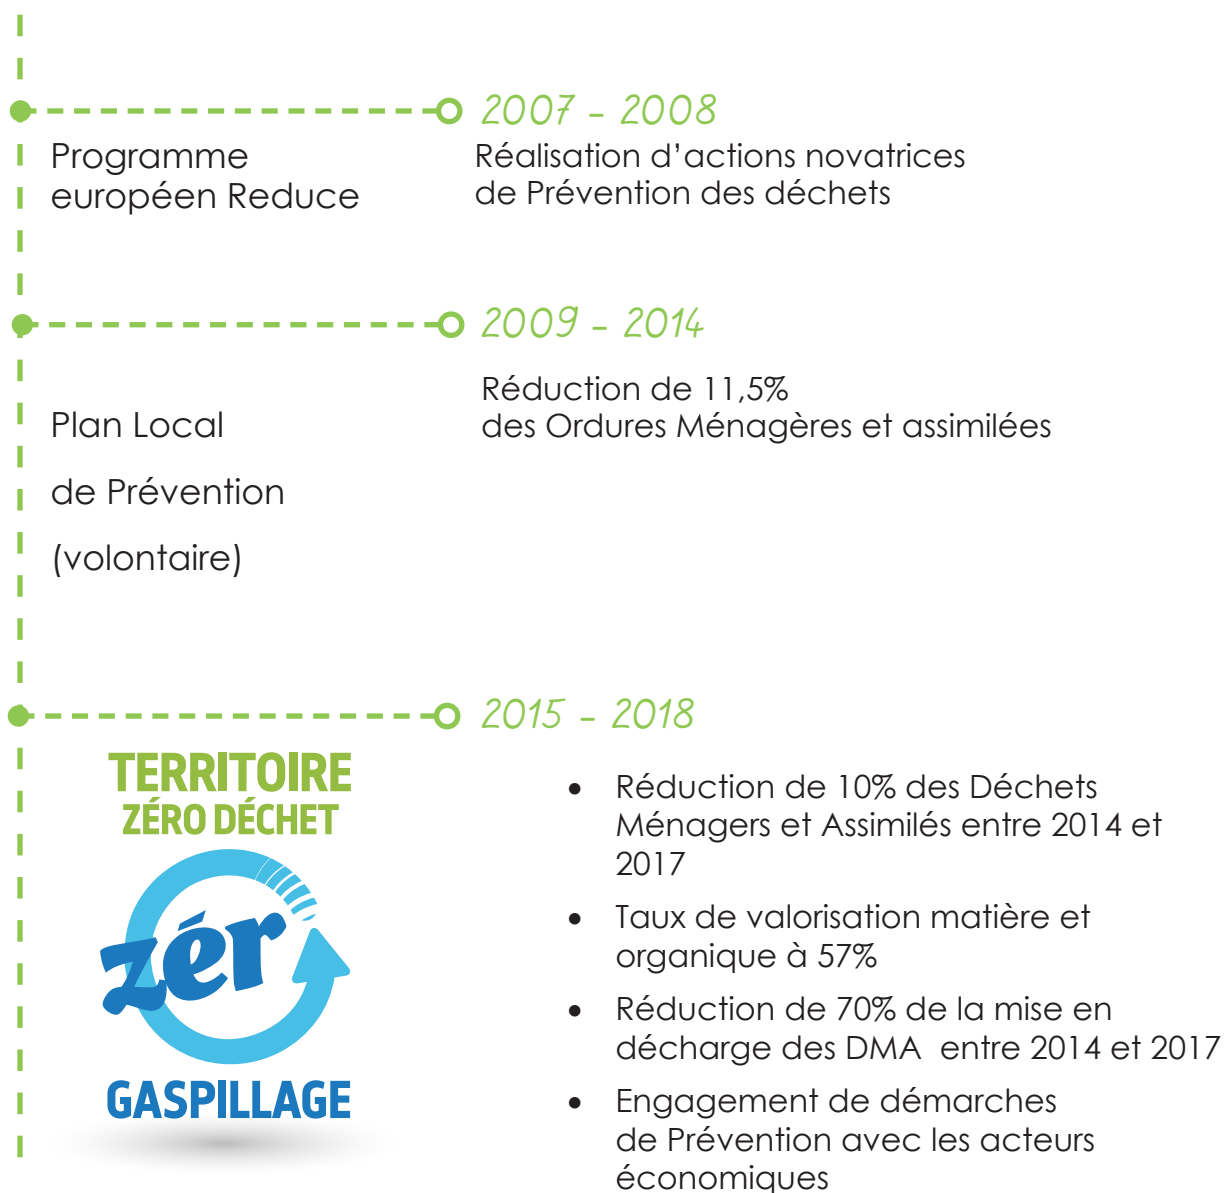 2007 - 2008
Programme
européen Reduce
Réalisation d’actions novatrices
de Prévention des déchets
2009 - 2014
Plan Local
de Prévention
(volontaire)
Réduction de 11,5%
des Ordures Ménagères et assimilées
2015 - 2018
TERRITOIRE
ZÉRO DÉCHET
zér
GASPILLAGE
• Réduction de 10% des Déchets
Ménagers et Assimilés entre 2014 et
2017
• Taux de valorisation matière et
organique à 57%
• Réduction de 70% de la mise en
décharge des DMA entre 2014 et 2017
• Engagement de démarches
de Prévention avec les acteurs
économiques